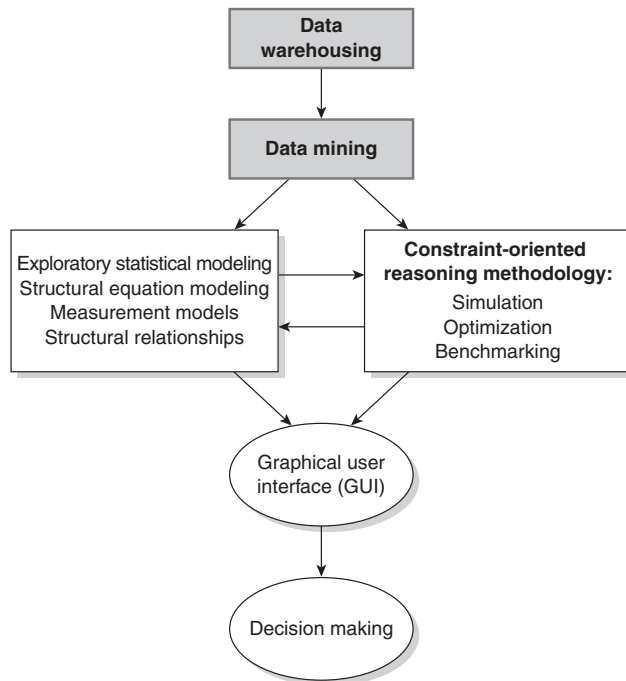 Data
warehousing
Data mining
Exploratory statistical modeling
Structural equation modeling
Measurement models
Structural relationships
Constraint-oriented
reasoning methodology:
Simulation
Optimization
Benchmarking
Graphical user
interface (GUI)
Decision making